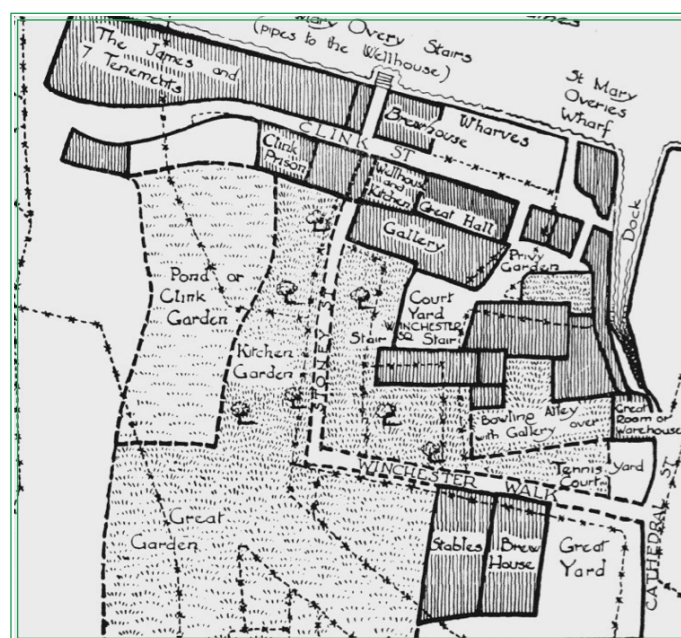 Mary Overy Stairs
(pipes to the Wellhouse)
The James and
7 Tenements
St Mary
Overies
Wharf
Brewhouse
Wharves
CLINK ST
Clink
Prison
Wellhouse
and
Kitchen
Great Hall
Gallery
Dock
Privy
Garden
Pond or
Clink
Garden
Court
Yard
WINCHESTER
SQ
Stair
Stair
Kitchen
Garden
STONEY ST
Bowling Alley over
with Gallery
Great
Room or
Warehouse
Tennis
Court
Yard
WINCHESTER WALK
Great
Garden
Stables
Brew
House
Great
Yard
CATHEDRAL ST